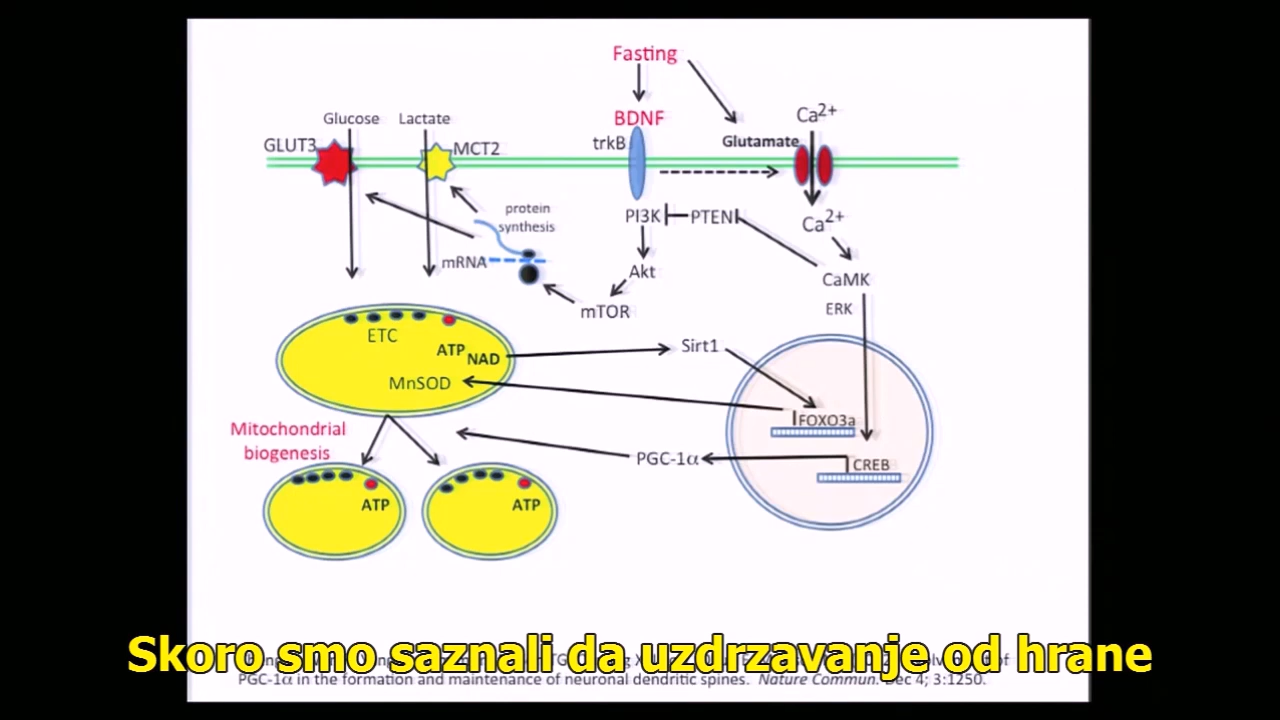 Fasting
BDNF
Ca2+
Glucose
Lactate
GLUT3
MCT2
trkB
Glutamate
protein
synthesis
PI3K
PTEN
Ca2+
mRNA
Akt
CaMK
mTOR
ERK
ETC
ATP
NAD
Sirt1
MnSOD
FOXO3a
Mitochondrial
biogenesis
PGC-1α
CREB
ATP
ATP
Skoro smo saznali da uzdrzavanje od hrane
PGC-1α in the formation and maintenance of neuronal dendritic spines. Nature Commun. Dec 4; 3:1250.